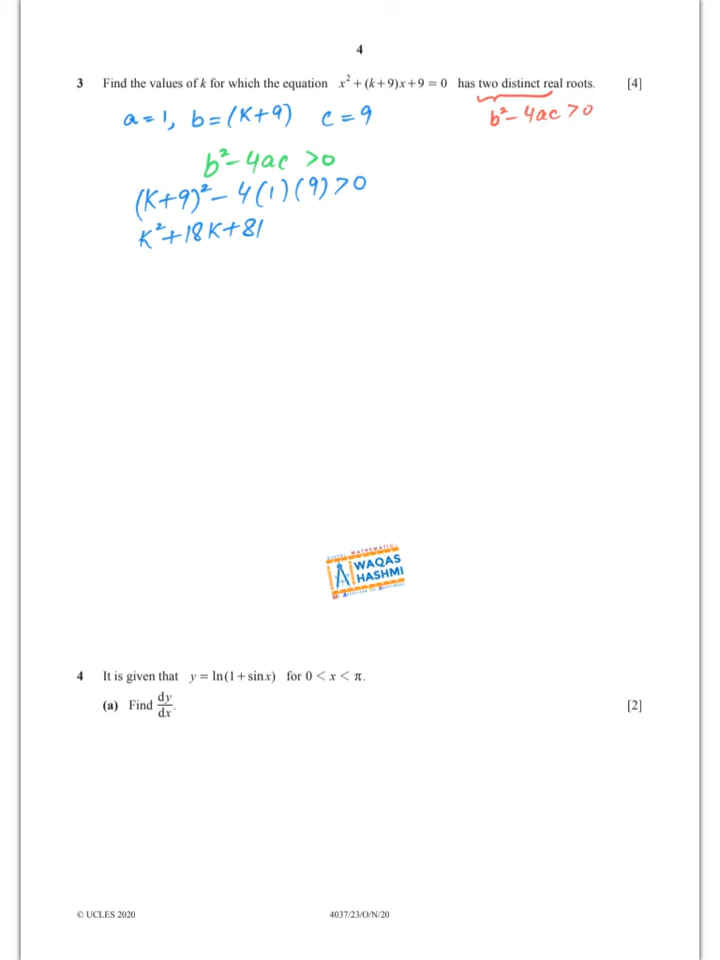 4
3 Find the values of k for which the equation x² + (k+9)x + 9 = 0 has two distinct real roots. [4]
a = 1, b = (K+9) c = 9
b² - 4ac > 0
b² - 4ac > 0
(K+9)² - 4(1)(9) > 0
K² + 18K + 81
WAQAS
HASHMI
4 It is given that y = ln(1 + sin x) for 0 < x < π.
(a) Find dy/dx. [2]
© UCLES 2020 4037/23/O/N/20